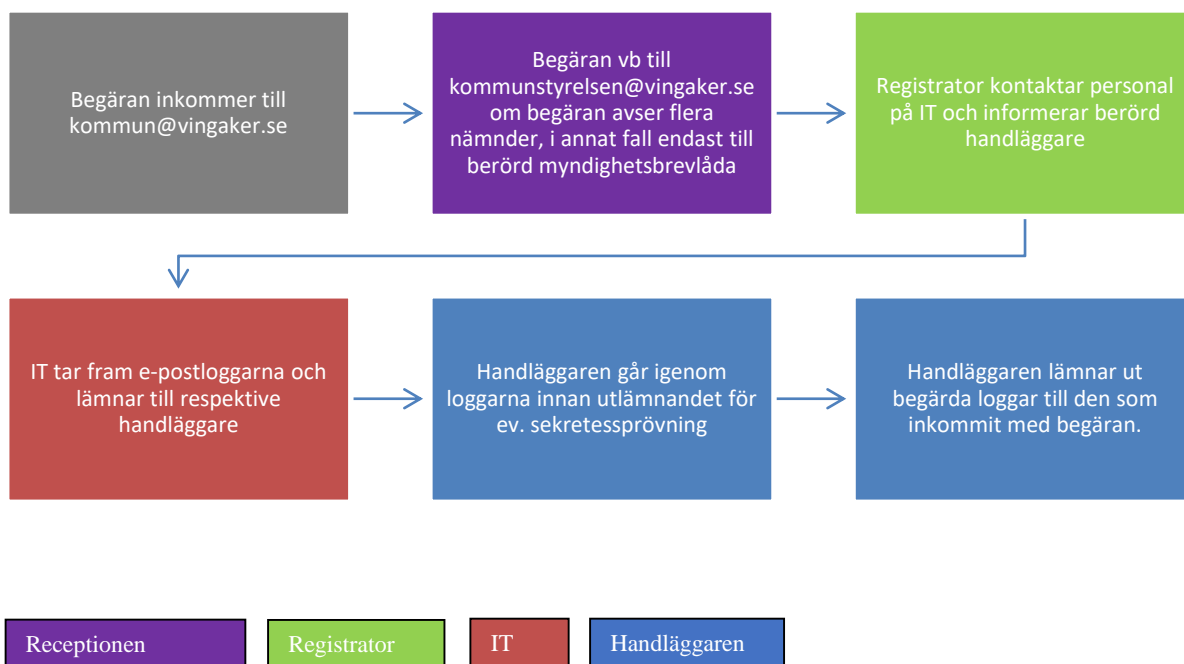 Begäran inkommer till
kommun@vingaker.se
Begäran vb till
kommunstyrelsen@vingaker.se
om begäran avser flera
nämnder, i annat fall endast till
berörd myndighetsbrevlåda
Registrator kontaktar personal
på IT och informerar berörd
handläggare
IT tar fram e-postloggarna och
lämnar till respektive
handläggare
Handläggaren går igenom
loggarna innan utlämnandet för
ev. sekretessprövning
Handläggaren lämnar ut
begärda loggar till den som
inkommit med begäran.
Receptionen
Registrator
IT
Handläggaren